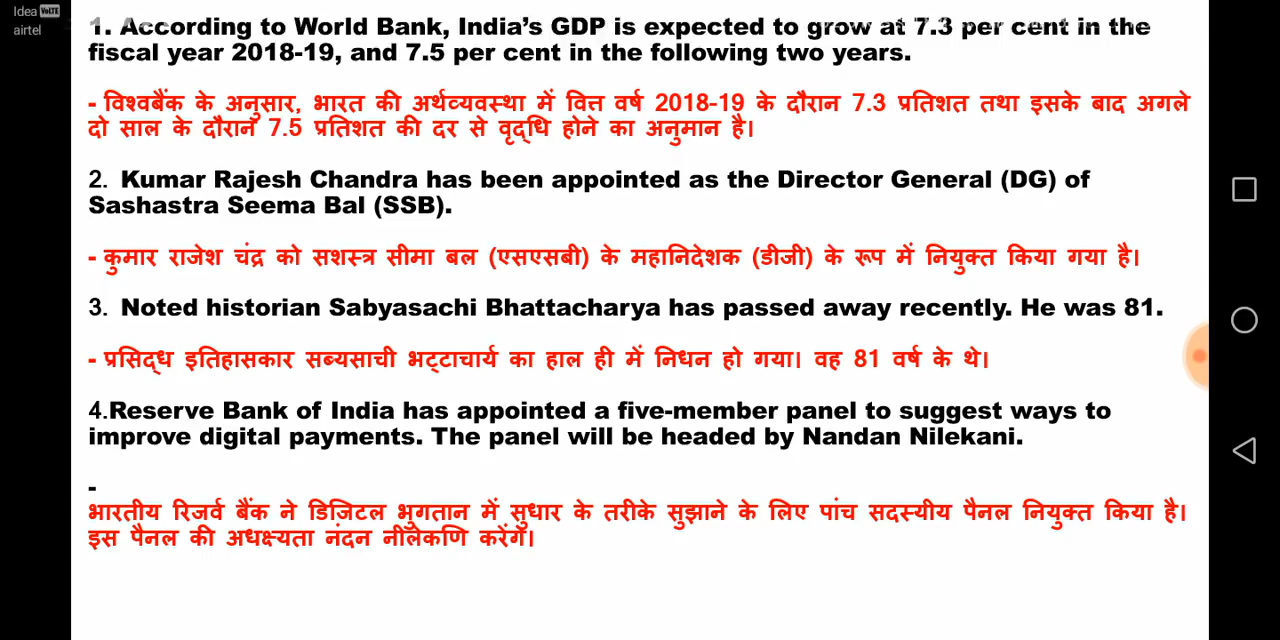 Idea VoLTE
airtel
1. According to World Bank, India's GDP is expected to grow at 7.3 per cent in the
fiscal year 2018-19, and 7.5 per cent in the following two years.
- विश्वबैंक के अनुसार, भारत की अर्थव्यवस्था में वित्त वर्ष 2018-19 के दौरान 7.3 प्रतिशत तथा इसके बाद अगले
दो साल के दौरान 7.5 प्रतिशत की दर से वृद्धि होने का अनुमान है।
2. Kumar Rajesh Chandra has been appointed as the Director General (DG) of
Sashastra Seema Bal (SSB).
- कुमार राजेश चंद्र को सशस्त्र सीमा बल (एसएसबी) के महानिदेशक (डीजी) के रूप में नियुक्त किया गया है।
3. Noted historian Sabyasachi Bhattacharya has passed away recently. He was 81.
- प्रसिद्ध इतिहासकार सब्यसाची भट्टाचार्य का हाल ही में निधन हो गया। वह 81 वर्ष के थे।
4.Reserve Bank of India has appointed a five-member panel to suggest ways to
improve digital payments. The panel will be headed by Nandan Nilekani.
-
भारतीय रिजर्व बैंक ने डिजिटल भुगतान में सुधार के तरीके सुझाने के लिए पांच सदस्यीय पैनल नियुक्त किया है।
इस पैनल की अधक्ष्यता नंदन नीलेकणि करेंगे।